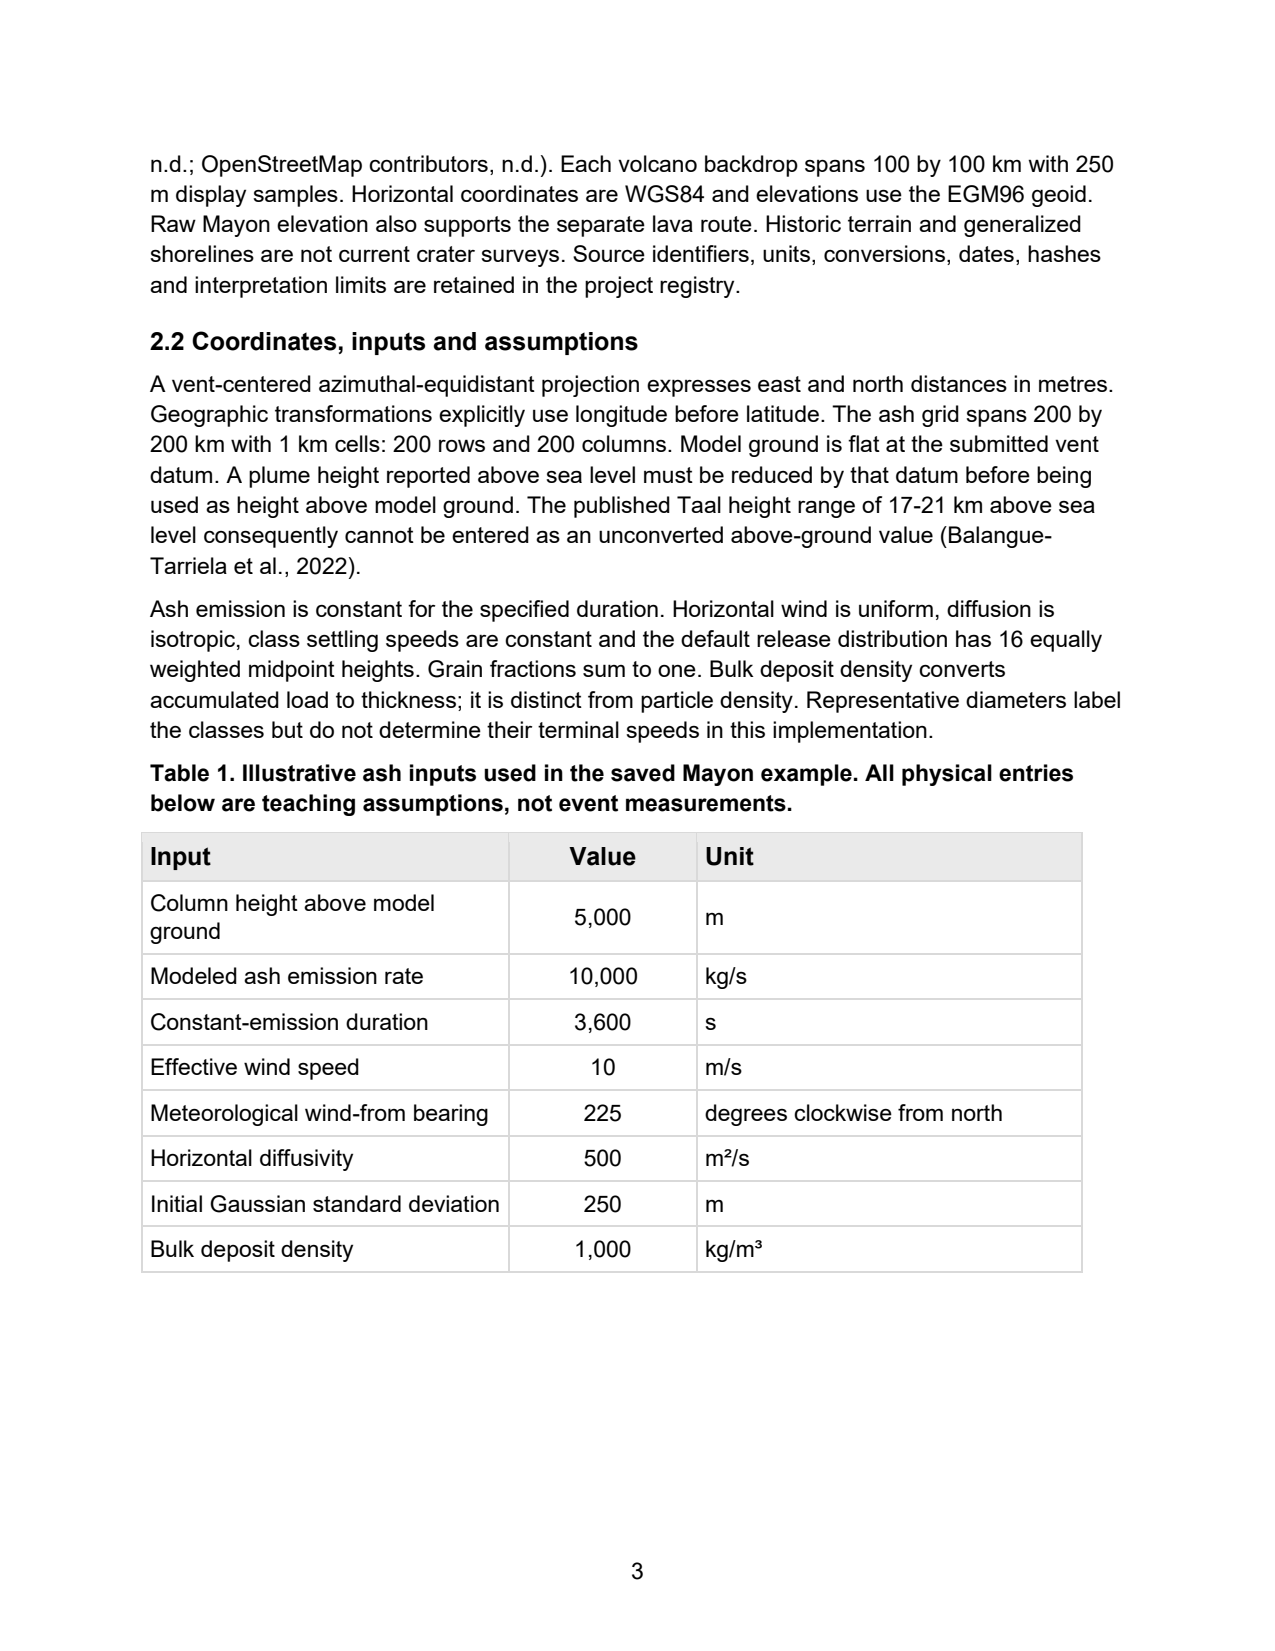 n.d.; OpenStreetMap contributors, n.d.). Each volcano backdrop spans 100 by 100 km with 250
m display samples. Horizontal coordinates are WGS84 and elevations use the EGM96 geoid.
Raw Mayon elevation also supports the separate lava route. Historic terrain and generalized
shorelines are not current crater surveys. Source identifiers, units, conversions, dates, hashes
and interpretation limits are retained in the project registry.
2.2 Coordinates, inputs and assumptions
A vent-centered azimuthal-equidistant projection expresses east and north distances in metres.
Geographic transformations explicitly use longitude before latitude. The ash grid spans 200 by
200 km with 1 km cells: 200 rows and 200 columns. Model ground is flat at the submitted vent
datum. A plume height reported above sea level must be reduced by that datum before being
used as height above model ground. The published Taal height range of 17-21 km above sea
level consequently cannot be entered as an unconverted above-ground value (Balangue-
Tarriela et al., 2022).
Ash emission is constant for the specified duration. Horizontal wind is uniform, diffusion is
isotropic, class settling speeds are constant and the default release distribution has 16 equally
weighted midpoint heights. Grain fractions sum to one. Bulk deposit density converts
accumulated load to thickness; it is distinct from particle density. Representative diameters label
the classes but do not determine their terminal speeds in this implementation.
Table 1. Illustrative ash inputs used in the saved Mayon example. All physical entries
below are teaching assumptions, not event measurements.
Input Value Unit
Column height above model
ground 5,000 m
Modeled ash emission rate 10,000 kg/s
Constant-emission duration 3,600 s
Effective wind speed 10 m/s
Meteorological wind-from bearing 225 degrees clockwise from north
Horizontal diffusivity 500 m²/s
Initial Gaussian standard deviation 250 m
Bulk deposit density 1,000 kg/m³
3